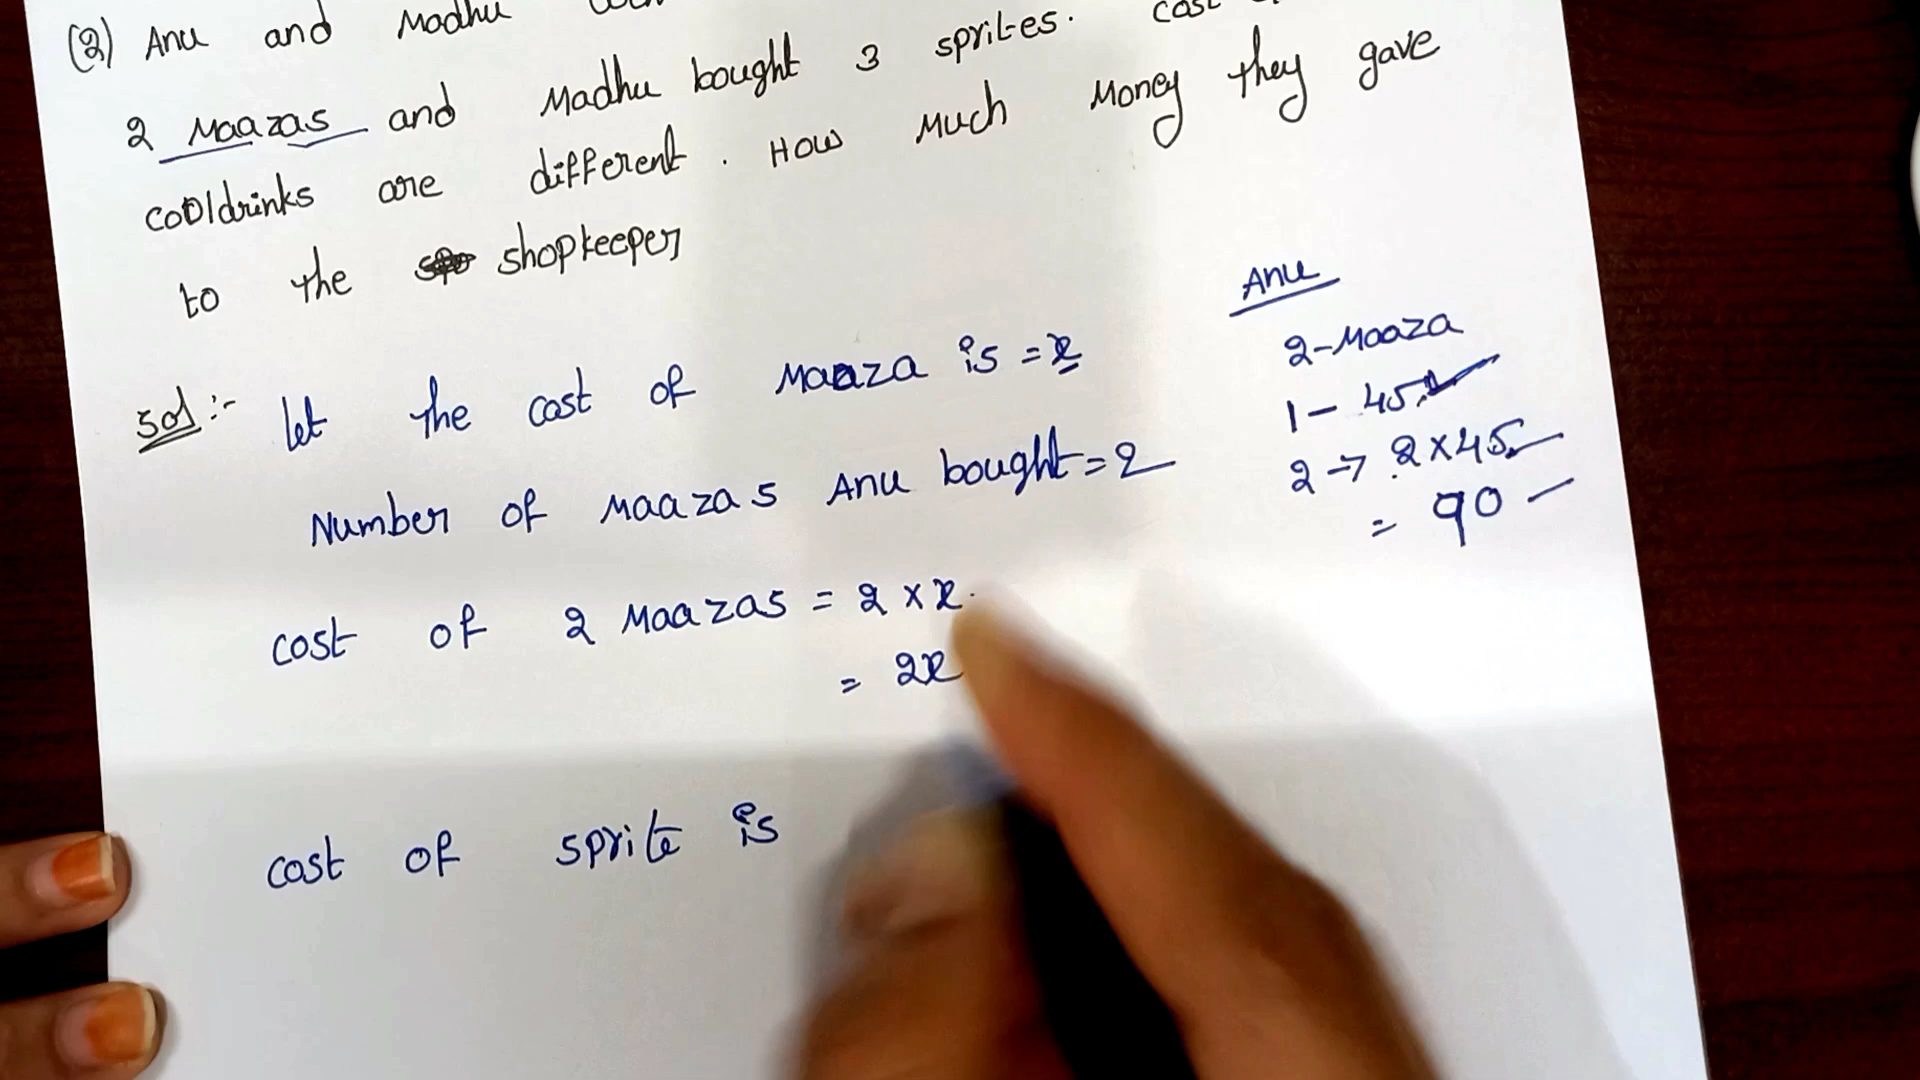 (2) Anu and Madhu
2 Maazas and Madhu bought 3 sprites. cost
cooldrinks are different. How Much Money they gave
to the shopkeeper
Sol:- let the cost of Maaza is = x
Number of Maazas Anu bought = 2
cost of 2 Maazas = 2 × x
= 2x
cost of sprite is
Anu
2-Maaza
1 - 45
2 → 2×45
= 90